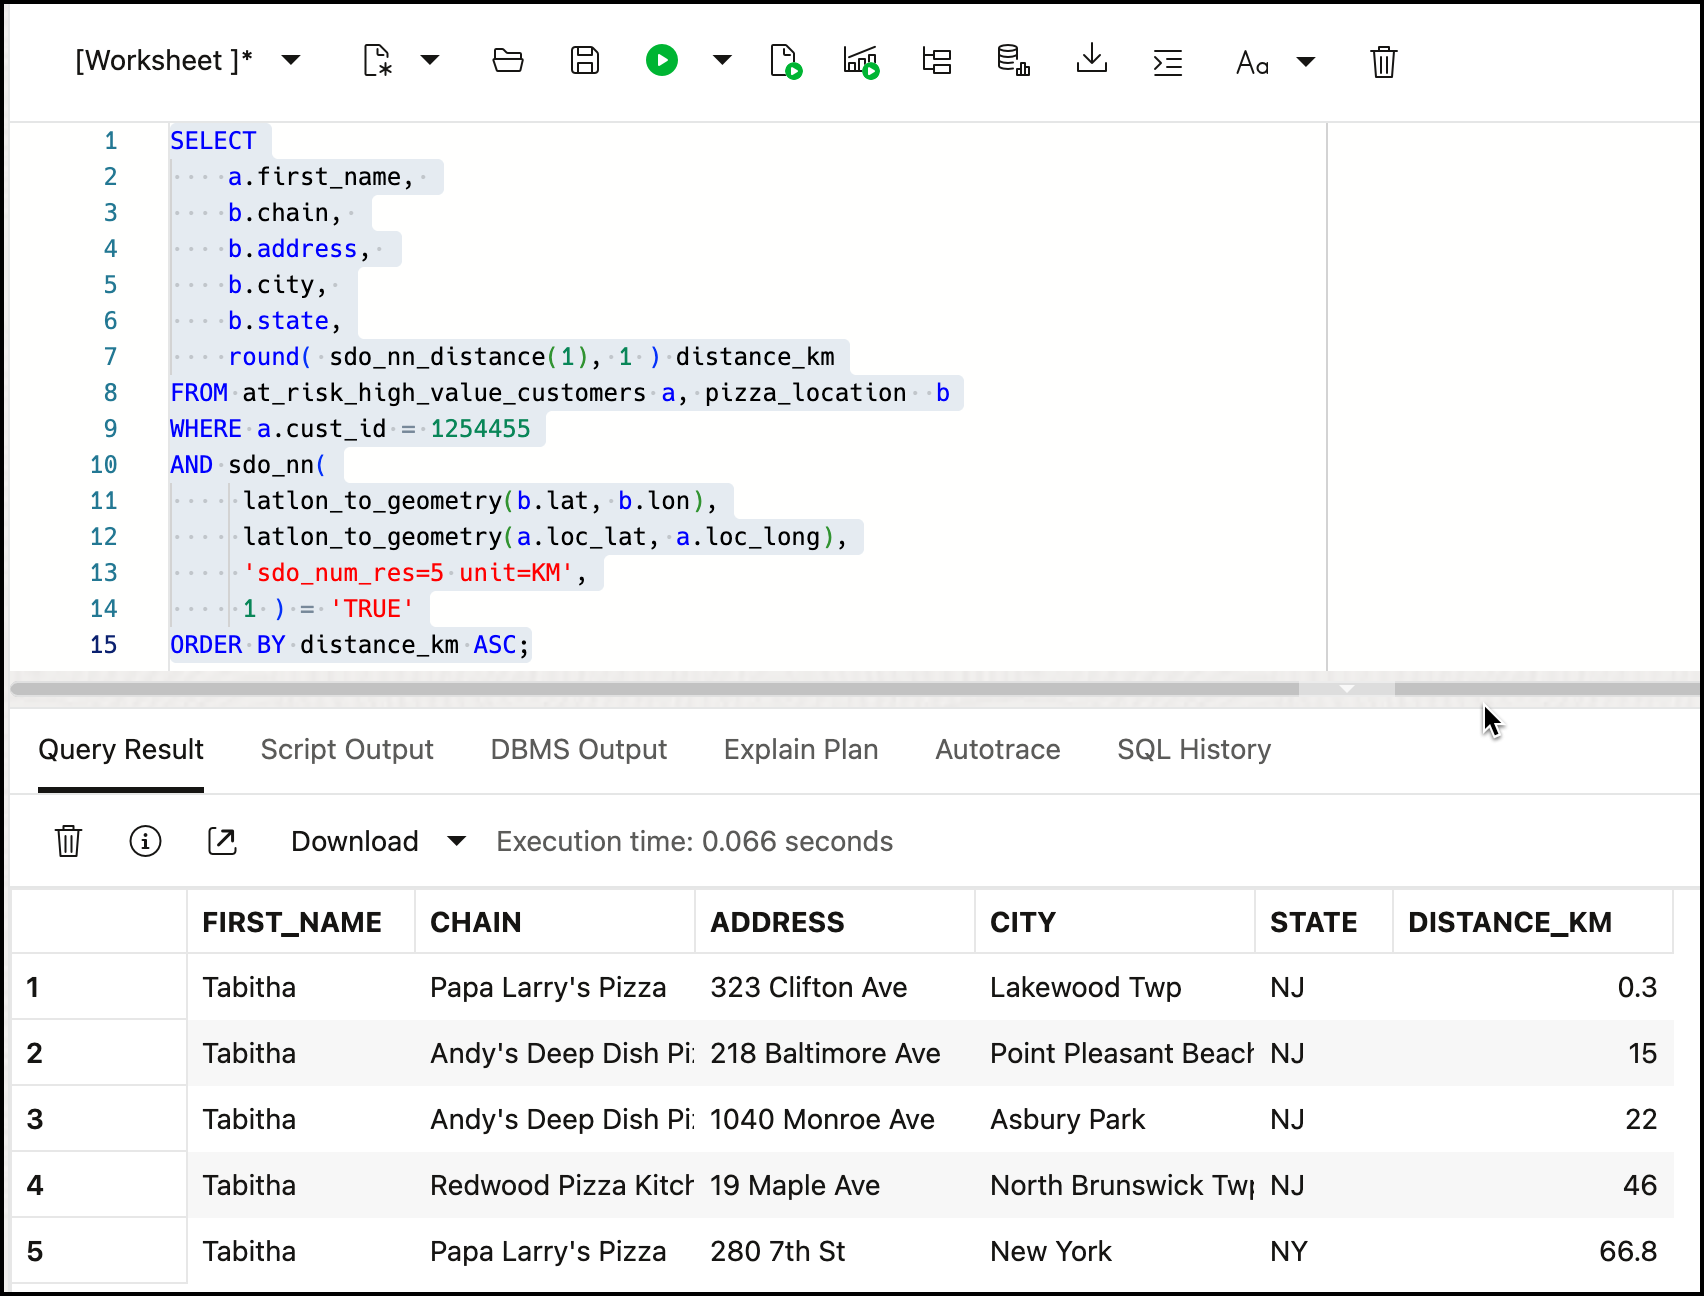 [Worksheet ]*
Aa
1 SELECT
2 a.first_name,
3 b.chain,
4 b.address,
5 b.city,
6 b.state,
7 round( sdo_nn_distance(1), 1 ) distance_km
8 FROM at_risk_high_value_customers a, pizza_location  b
9 WHERE a.cust_id = 1254455
10 AND sdo_nn(
11 latlon_to_geometry(b.lat, b.lon),
12 latlon_to_geometry(a.loc_lat, a.loc_long),
13 'sdo_num_res=5 unit=KM',
14 1 ) = 'TRUE'
15 ORDER BY distance_km ASC;
Query Result Script Output DBMS Output Explain Plan Autotrace SQL History
Download Execution time: 0.066 seconds
FIRST_NAME CHAIN ADDRESS CITY STATE DISTANCE_KM
1 Tabitha Papa Larry's Pizza 323 Clifton Ave Lakewood Twp NJ 0.3
2 Tabitha Andy's Deep Dish Pi 218 Baltimore Ave Point Pleasant Beach NJ 15
3 Tabitha Andy's Deep Dish Pi 1040 Monroe Ave Asbury Park NJ 22
4 Tabitha Redwood Pizza Kitch 19 Maple Ave North Brunswick Twp NJ 46
5 Tabitha Papa Larry's Pizza 280 7th St New York NY 66.8